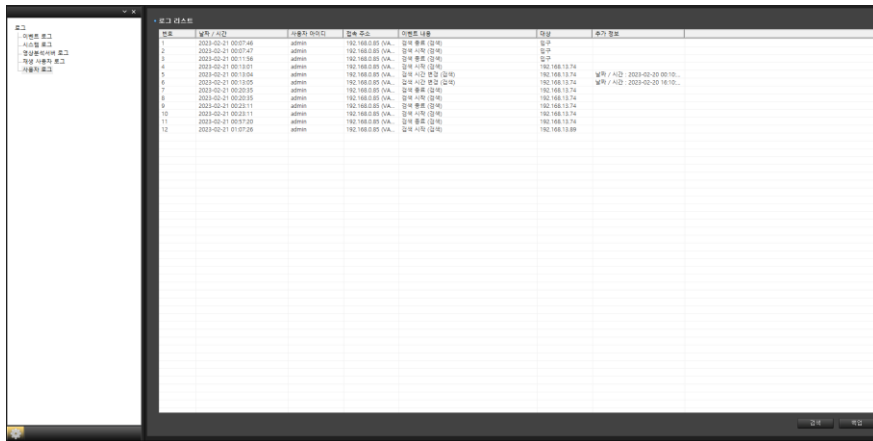 로그
이벤트 로그
시스템 로그
영상분석서버 로그
재생 사용자 로그
사용자 로그
로그 리스트
번호 날짜 / 시간 사용자 아이디 접속 주소 이벤트 내용 대상 추가 정보
1 2023-02-21 00:07:46 admin 192.168.0.85 (VA... 검색 종료 (검색) 입구
2 2023-02-21 00:07:47 admin 192.168.0.85 (VA... 검색 시작 (검색) 입구
3 2023-02-21 00:11:56 admin 192.168.0.85 (VA... 검색 종료 (검색) 입구
4 2023-02-21 00:13:01 admin 192.168.0.85 (VA... 검색 시작 (검색) 192.168.13.74
5 2023-02-21 00:13:04 admin 192.168.0.85 (VA... 검색 시간 변경 (검색) 192.168.13.74 날짜 / 시간 : 2023-02-20 00:10:...
6 2023-02-21 00:13:05 admin 192.168.0.85 (VA... 검색 시간 변경 (검색) 192.168.13.74 날짜 / 시간 : 2023-02-20 16:10:...
7 2023-02-21 00:20:35 admin 192.168.0.85 (VA... 검색 종료 (검색) 192.168.13.74
8 2023-02-21 00:20:35 admin 192.168.0.85 (VA... 검색 시작 (검색) 192.168.13.74
9 2023-02-21 00:23:11 admin 192.168.0.85 (VA... 검색 종료 (검색) 192.168.13.74
10 2023-02-21 00:23:11 admin 192.168.0.85 (VA... 검색 시작 (검색) 192.168.13.74
11 2023-02-21 00:57:20 admin 192.168.0.85 (VA... 검색 종료 (검색) 192.168.13.74
12 2023-02-21 01:07:26 admin 192.168.0.85 (VA... 검색 시작 (검색) 192.168.13.89
검색 백업